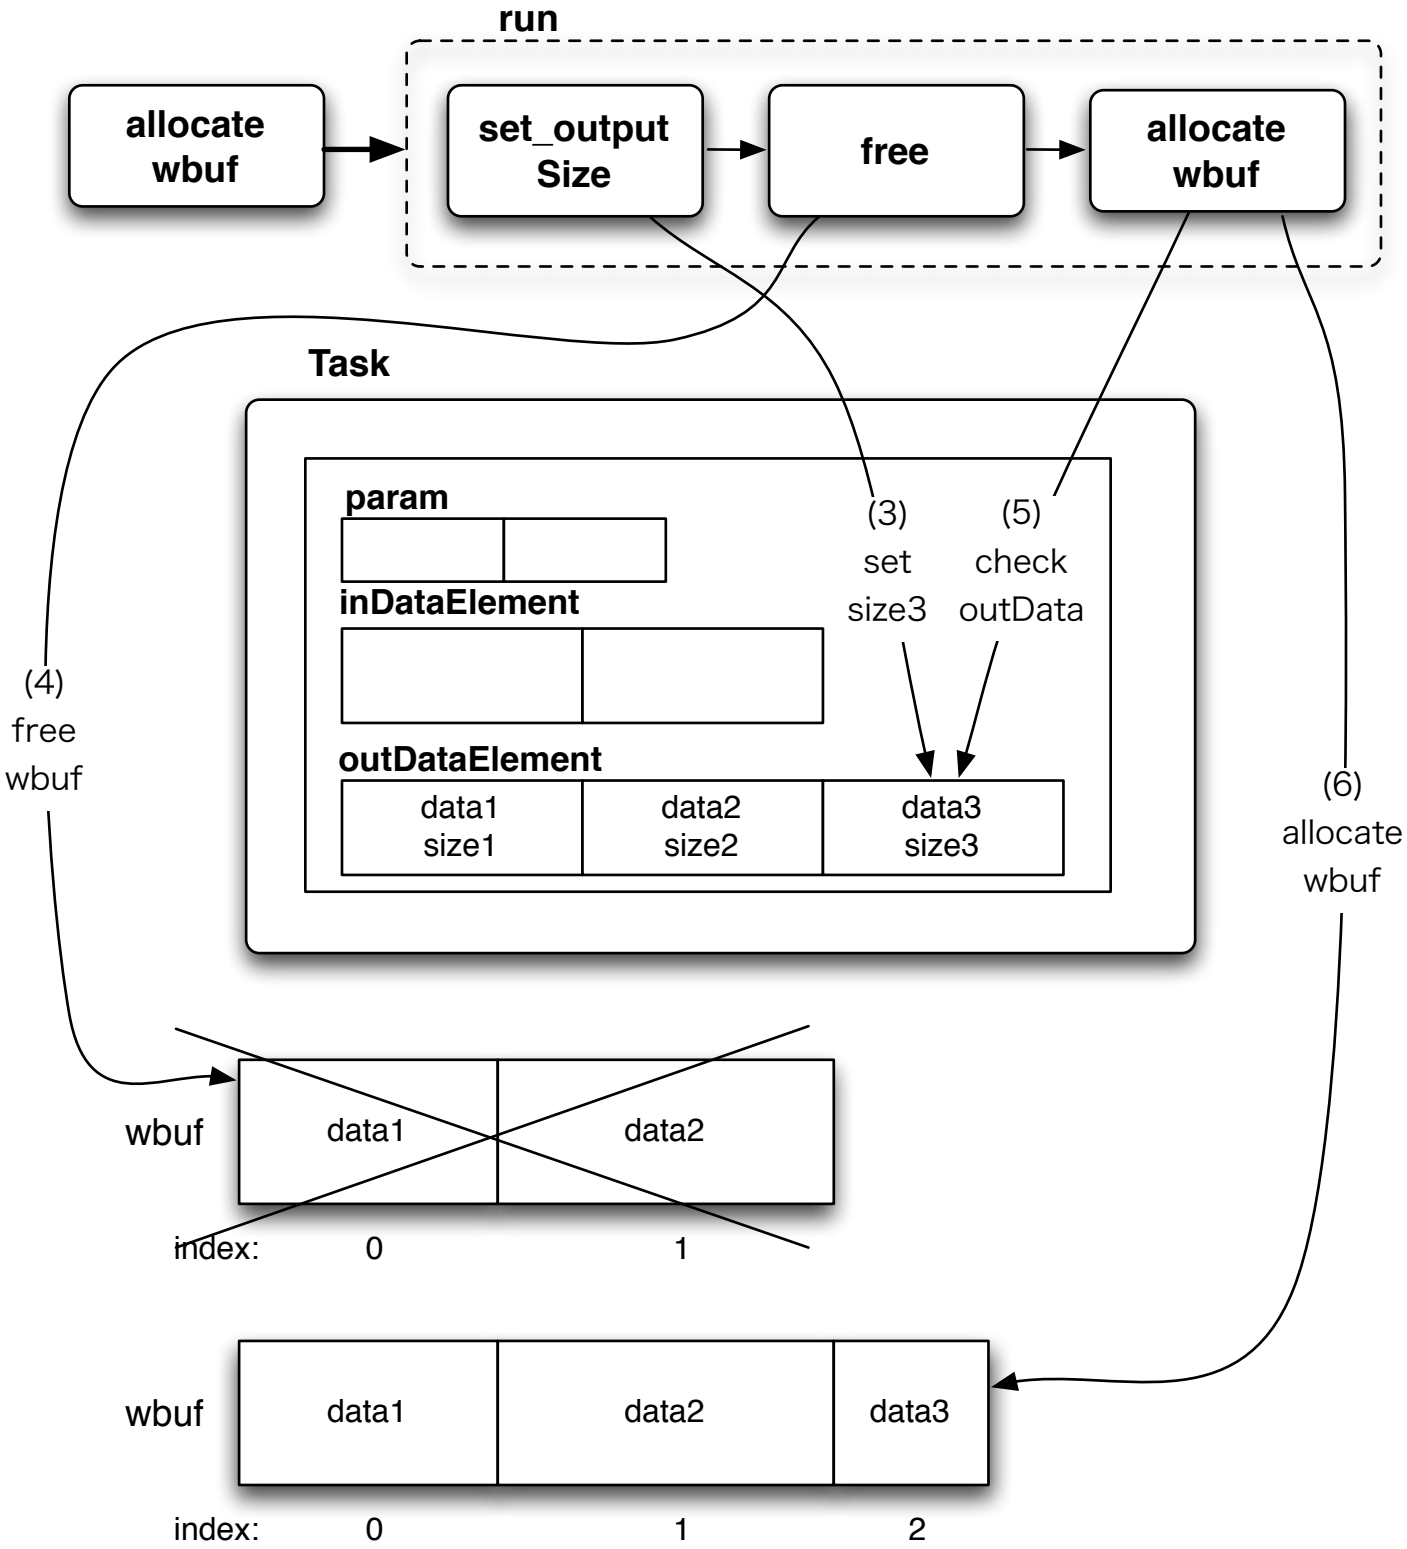 run
allocate
wbuf
set_output
Size
free
allocate
wbuf
Task
param
inDataElement
(3)
set
size3
(5)
check
outData
(4)
free
wbuf
outDataElement
data1
size1
data2
size2
data3
size3
(6)
allocate
wbuf
wbuf
data1
data2
index: 0 1
wbuf
data1
data2
data3
index: 0 1 2